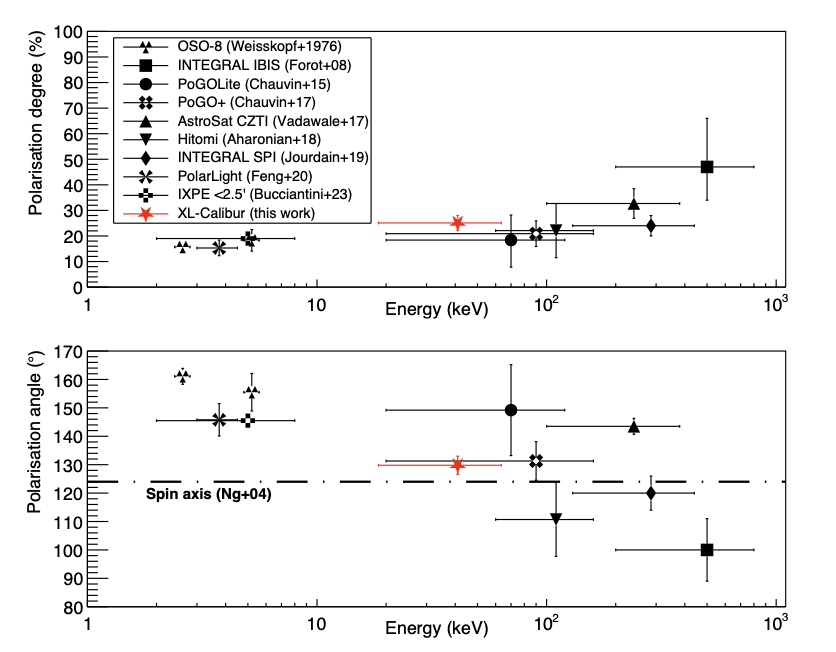 100
90
80
70
60
50
40
30
20
10
0
Polarisation degree (%)
OSO-8 (Weisskopf+1976)
INTEGRAL IBIS (Forot+08)
PoGOLite (Chauvin+15)
PoGO+ (Chauvin+17)
AstroSat CZTI (Vadawale+17)
Hitomi (Aharonian+18)
INTEGRAL SPI (Jourdain+19)
PolarLight (Feng+20)
IXPE <2.5' (Bucciantini+23)
XL-Calibur (this work)
1 10 10² 10³
Energy (keV)
170
160
150
140
130
120
110
100
90
80
Polarisation angle (°)
Spin axis (Ng+04)
1 10 10² 10³
Energy (keV)